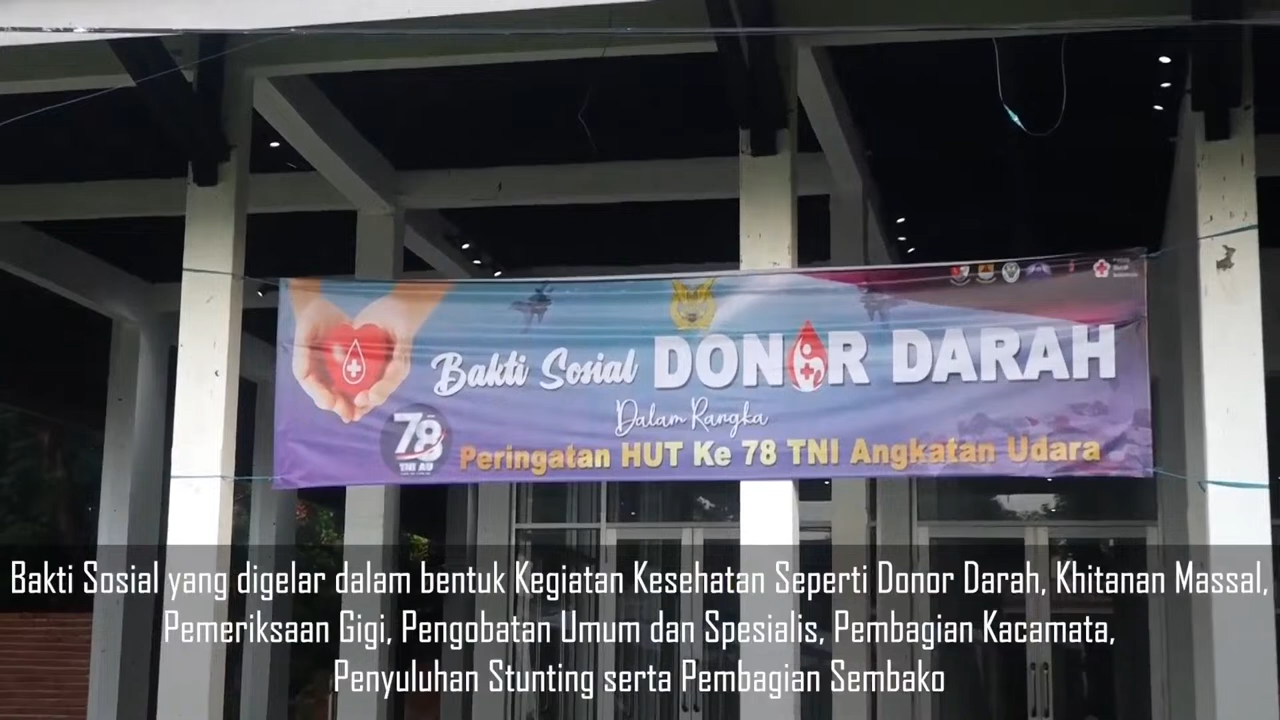 Bakti Sosial DONOR DARAH
Dalam Rangka
78
TNI AU
Peringatan HUT Ke 78 TNI Angkatan Udara
Bakti Sosial yang digelar dalam bentuk Kegiatan Kesehatan Seperti Donor Darah, Khitanan Massal,
Pemeriksaan Gigi, Pengobatan Umum dan Spesialis, Pembagian Kacamata,
Penyuluhan Stunting serta Pembagian Sembako